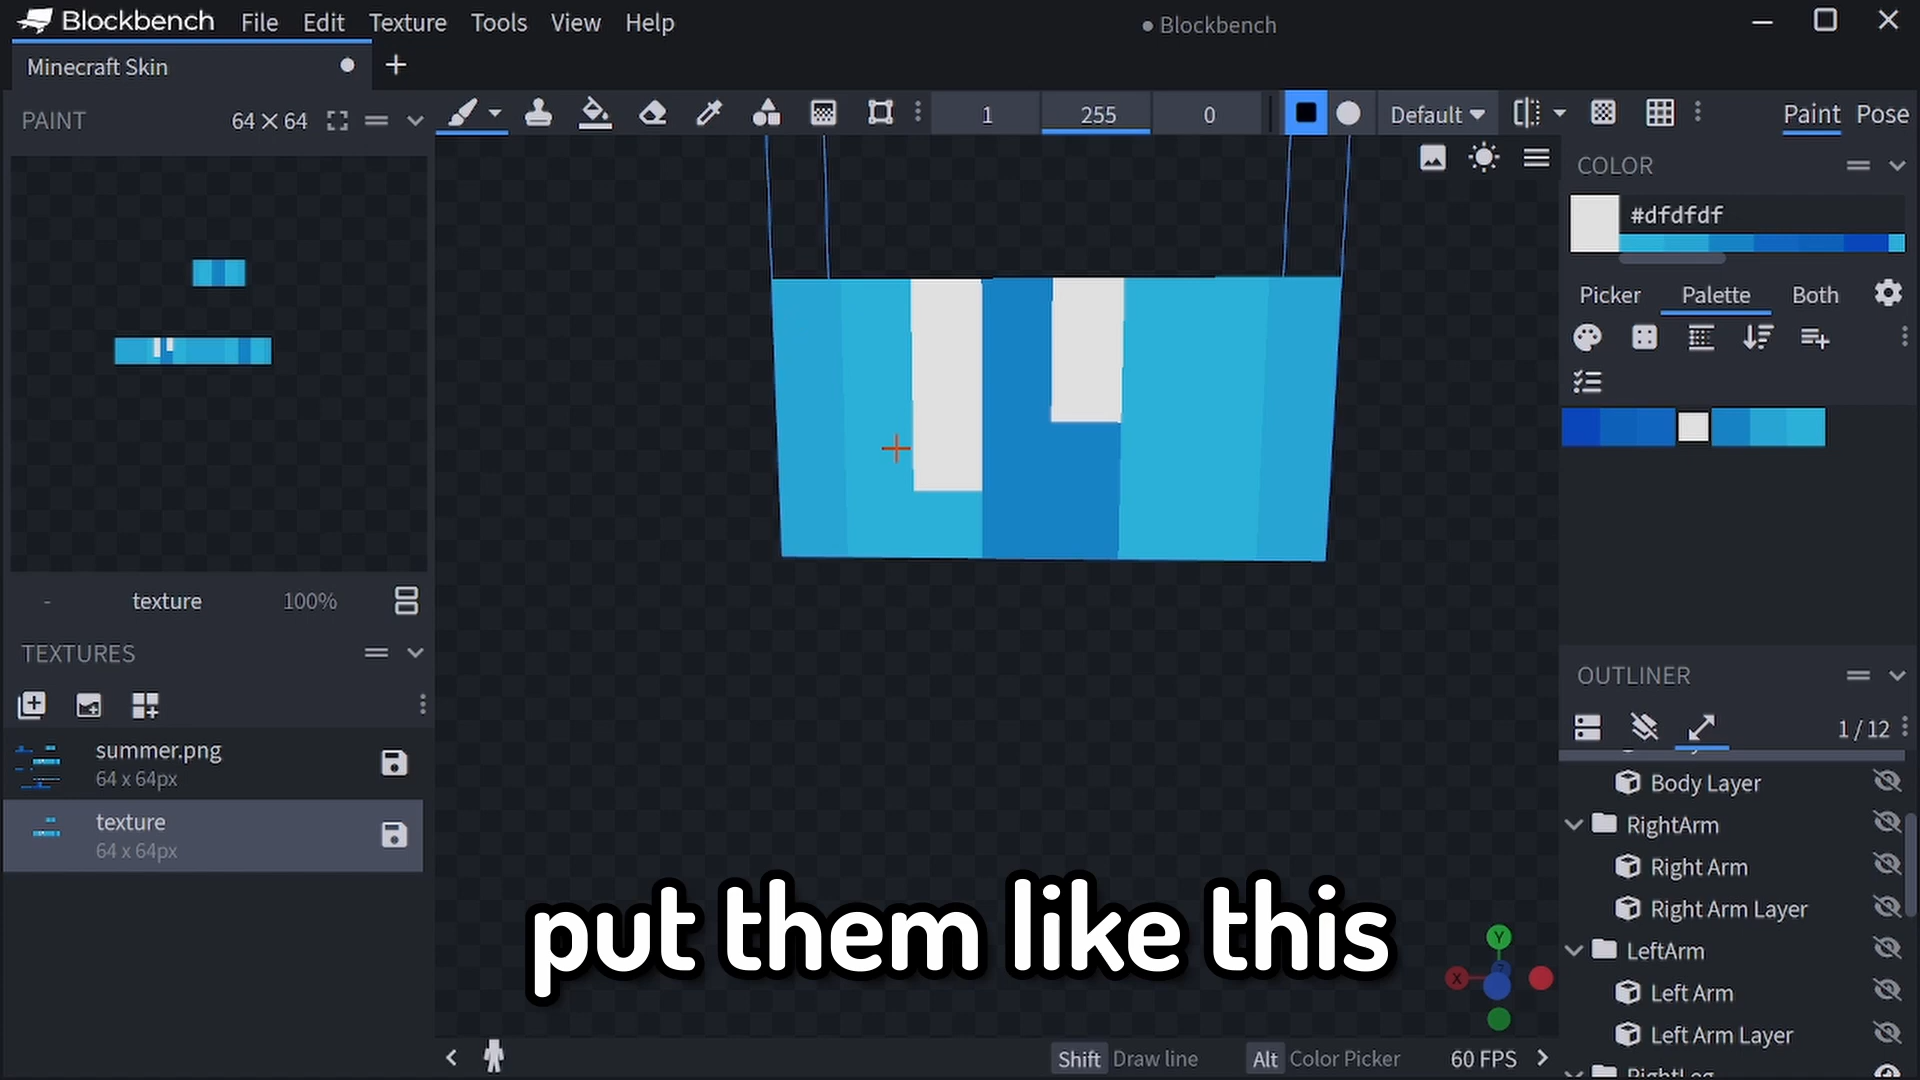 Blockbench File Edit Texture Tools View Help
Blockbench
Minecraft Skin
PAINT 64 × 64
1 255 0 Default
Paint Pose
COLOR
#dfdfdf
Picker Palette Both
- texture 100%
TEXTURES
summer.png
64 x 64px
texture
64 x 64px
OUTLINER
1 / 12
Body Layer
RightArm
Right Arm
Right Arm Layer
LeftArm
Left Arm
Left Arm Layer
RightLeg
put them like this
Y
X
Shift Draw line Alt Color Picker 60 FPS